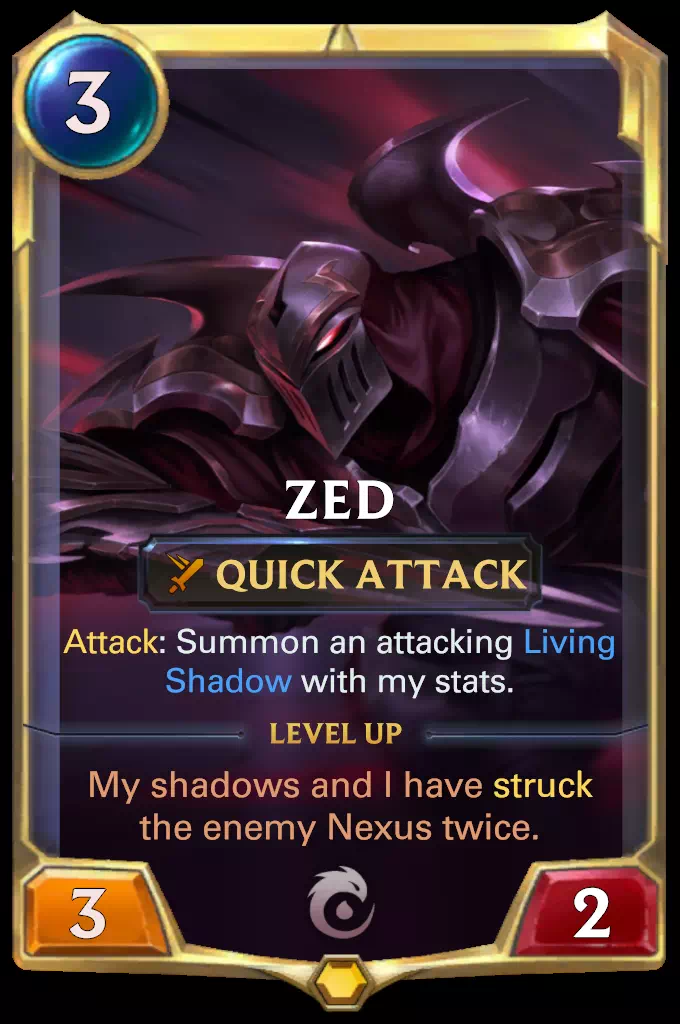 3
ZED
QUICK ATTACK
Attack: Summon an attacking Living
Shadow with my stats.
LEVEL UP
My shadows and I have struck
the enemy Nexus twice.
3
2